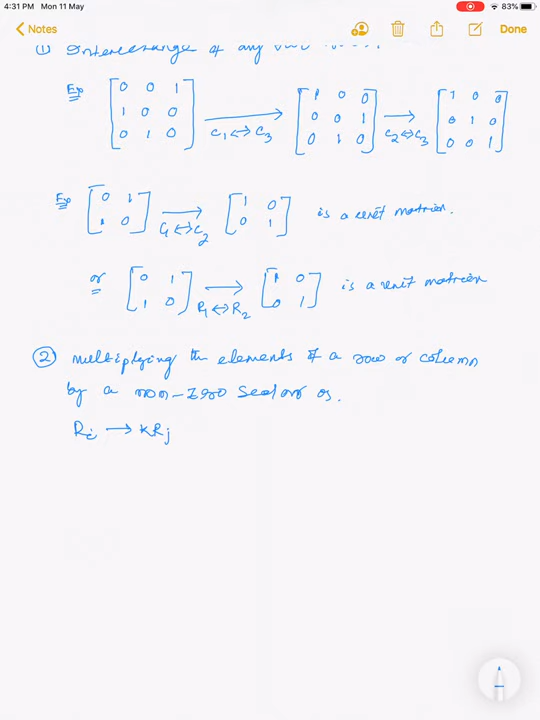 4:31 PM Mon 11 May 83%
Notes Done
(1) Interchange of any two
Ex [0 0 1 / 1 0 0 / 0 1 0] → C1↔C3 [1 0 0 / 0 0 1 / 0 1 0] → C2↔C3 [1 0 0 / 0 1 0 / 0 0 1]
Ex [0 1 / 1 0] → C1↔C2 [1 0 / 0 1] is a unit matrix.
or [0 1 / 1 0] → R1↔R2 [1 0 / 0 1] is a unit matrix
(2) Multiplying the elements of a row or column
by a non-zero scalar as.
Ri → KRj